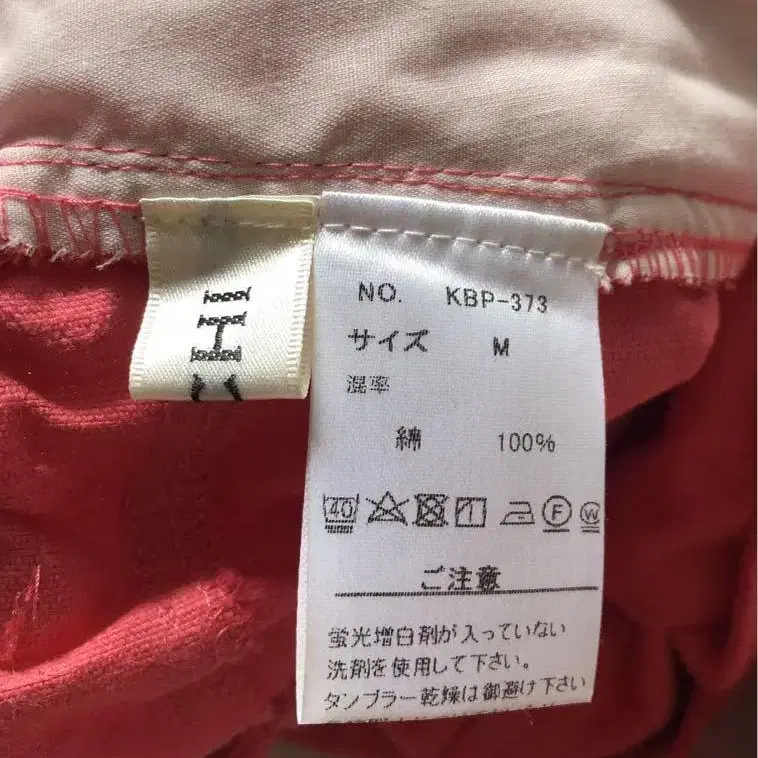 NO. KBP-373
サイズ M
混率
綿 100%
40 1 F W
ご注意
蛍光増白剤が入っていない
洗剤を使用して下さい。
タンブラー乾燥は御避け下さい